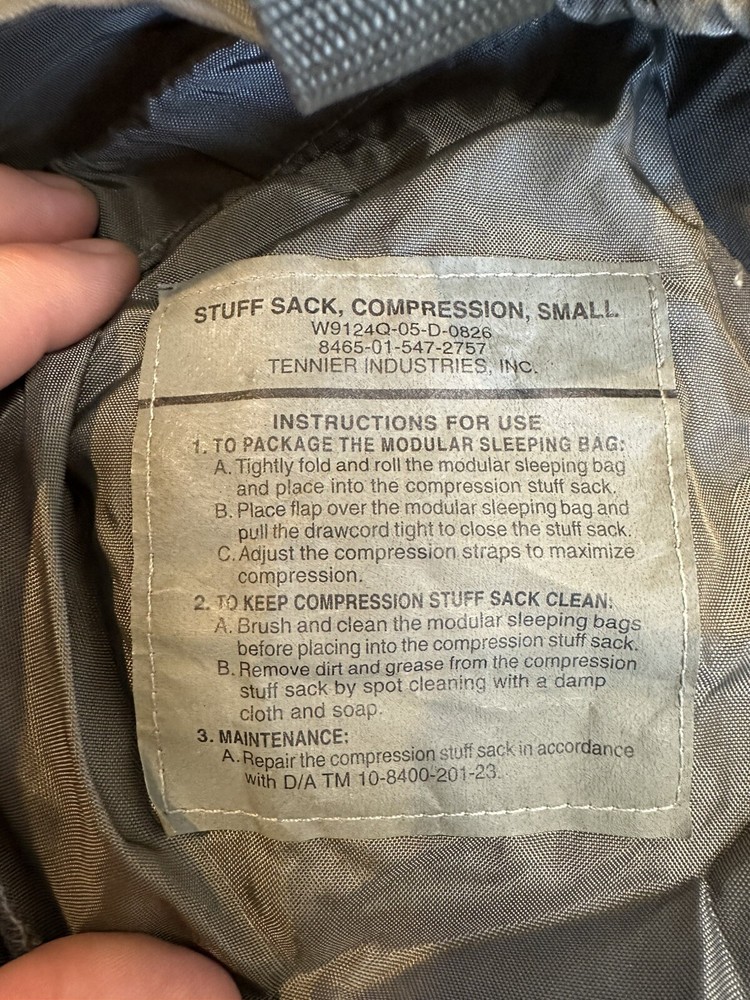 STUFF SACK, COMPRESSION, SMALL
W9124Q-05-D-0826
8465-01-547-2757
TENNIER INDUSTRIES, INC.
INSTRUCTIONS FOR USE
1. TO PACKAGE THE MODULAR SLEEPING BAG:
A. Tightly fold and roll the modular sleeping bag
and place into the compression stuff sack.
B. Place flap over the modular sleeping bag and
pull the drawcord tight to close the stuff sack.
C. Adjust the compression straps to maximize
compression.
2. TO KEEP COMPRESSION STUFF SACK CLEAN:
A. Brush and clean the modular sleeping bags
before placing into the compression stuff sack.
B. Remove dirt and grease from the compression
stuff sack by spot cleaning with a damp
cloth and soap.
3. MAINTENANCE:
A. Repair the compression stuff sack in accordance
with D/A TM 10-8400-201-23.